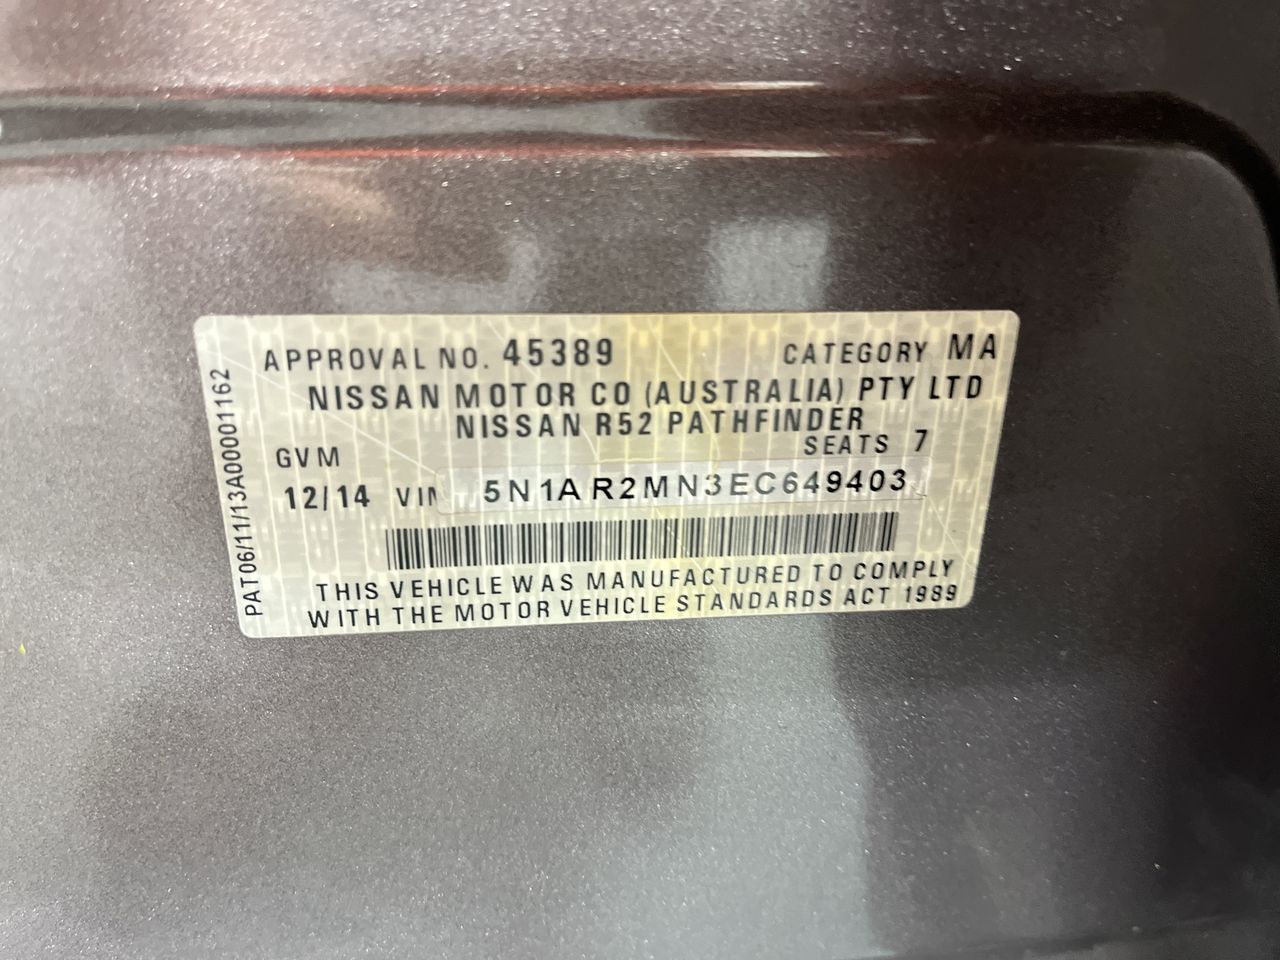 APPROVAL NO. 45389 CATEGORY MA
NISSAN MOTOR CO (AUSTRALIA) PTY LTD
NISSAN R52 PATHFINDER
GVM SEATS 7
12/14 VIN 5N1AR2MN3EC649403
THIS VEHICLE WAS MANUFACTURED TO COMPLY
WITH THE MOTOR VEHICLE STANDARDS ACT 1989
PAT06/11/13A00001162